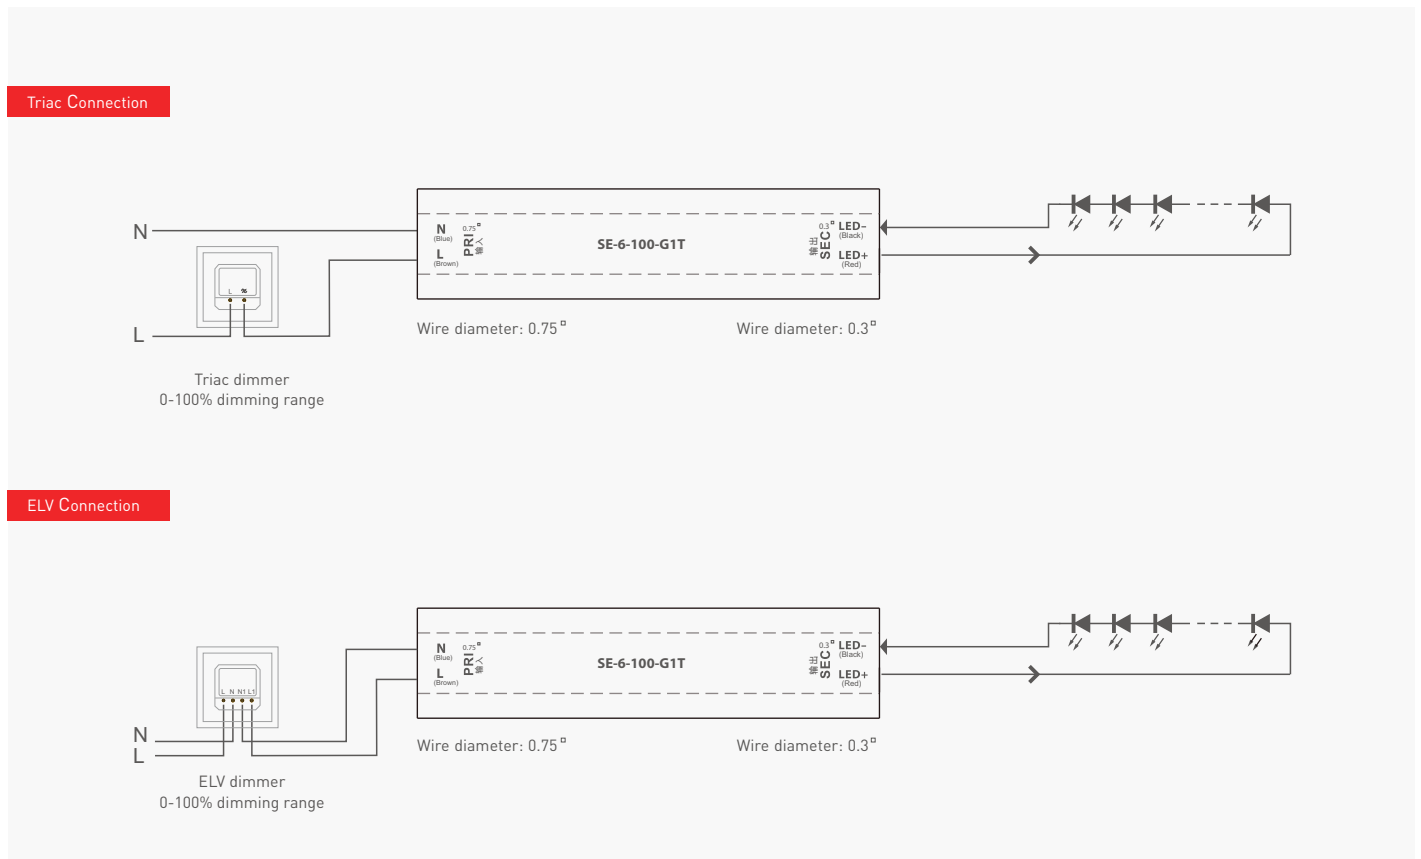 Triac Connection
N
L
L
N
(Blue)
L
(Brown)
PRI
输入
0.75▫
SE-6-100-G1T
0.3▫
输出
SEC
LED–
(Black)
LED+
(Red)
Wire diameter: 0.75▫
Wire diameter: 0.3▫
Triac dimmer
0-100% dimming range
ELV Connection
L N N1 L1
N
L
N
(Blue)
L
(Brown)
PRI
输入
0.75▫
SE-6-100-G1T
0.3▫
输出
SEC
LED–
(Black)
LED+
(Red)
Wire diameter: 0.75▫
Wire diameter: 0.3▫
ELV dimmer
0-100% dimming range